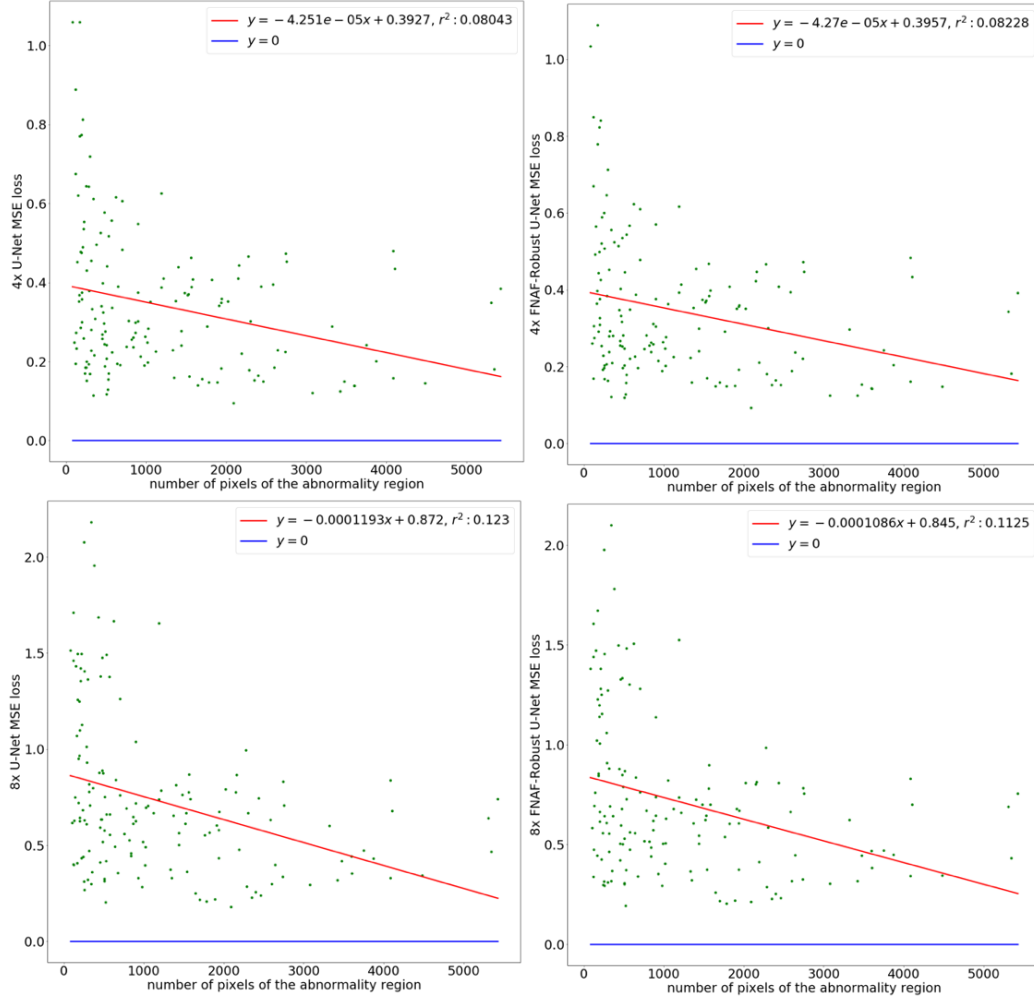 y = −4.251e − 05x + 0.3927, r² : 0.08043
y = 0
1.0
0.8
0.6
0.4
0.2
0.0
4x U-Net MSE loss
0 1000 2000 3000 4000 5000
number of pixels of the abnormality region
y = −4.27e − 05x + 0.3957, r² : 0.08228
y = 0
1.0
0.8
0.6
0.4
0.2
0.0
4x FNAF-Robust U-Net MSE loss
0 1000 2000 3000 4000 5000
number of pixels of the abnormality region
y = −0.0001193x + 0.872, r² : 0.123
y = 0
2.0
1.5
1.0
0.5
0.0
8x U-Net MSE loss
0 1000 2000 3000 4000 5000
number of pixels of the abnormality region
y = −0.0001086x + 0.845, r² : 0.1125
y = 0
2.0
1.5
1.0
0.5
0.0
8x FNAF-Robust U-Net MSE loss
0 1000 2000 3000 4000 5000
number of pixels of the abnormality region